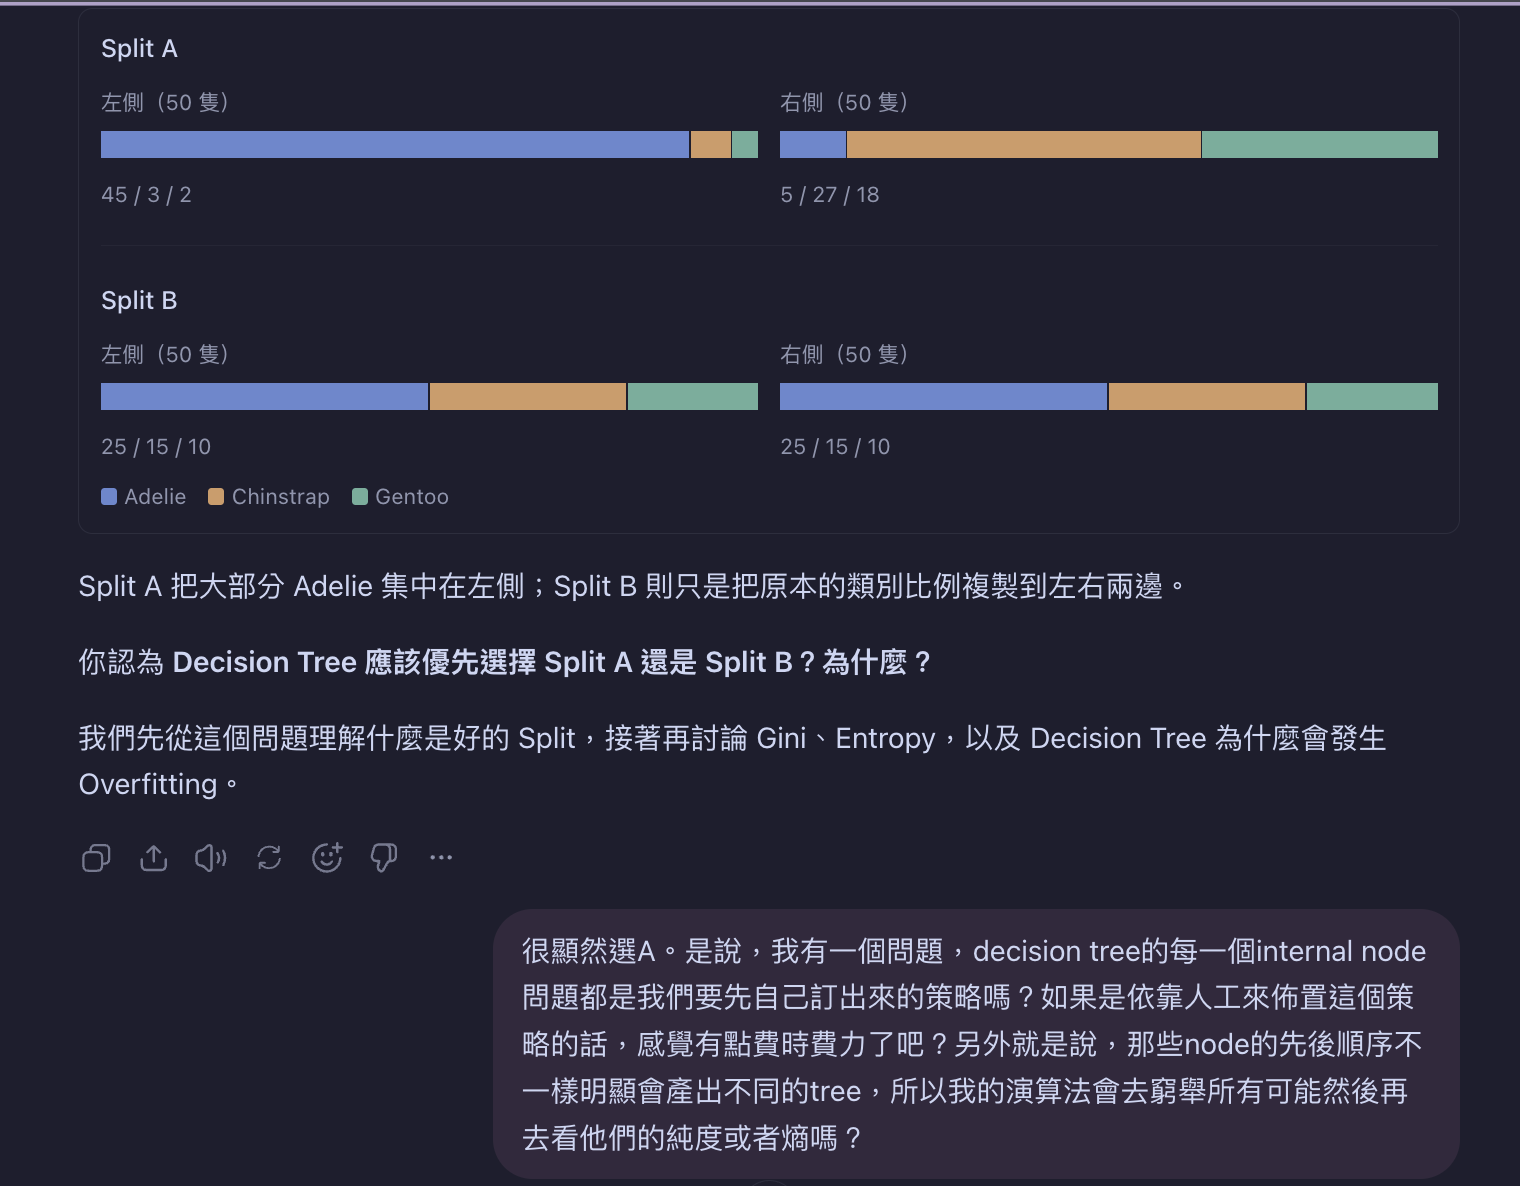 Split A
左側（50 隻）
右側（50 隻）
45 / 3 / 2
5 / 27 / 18
Split B
左側（50 隻）
右側（50 隻）
25 / 15 / 10
25 / 15 / 10
Adelie Chinstrap Gentoo
Split A 把大部分 Adelie 集中在左側；Split B 則只是把原本的類別比例複製到左右兩邊。
你認為 Decision Tree 應該優先選擇 Split A 還是 Split B？為什麼？
我們先從這個問題理解什麼是好的 Split，接著再討論 Gini、Entropy，以及 Decision Tree 為什麼會發生
Overfitting。
很顯然選A。是說，我有一個問題，decision tree的每一個internal node
問題都是我們要先自己訂出來的策略嗎？如果是依靠人工來佈置這個策
略的話，感覺有點費時費力了吧？另外就是說，那些node的先後順序不
一樣明顯會產出不同的tree，所以我的演算法會去窮舉所有可能然後再
去看他們的純度或者熵嗎？